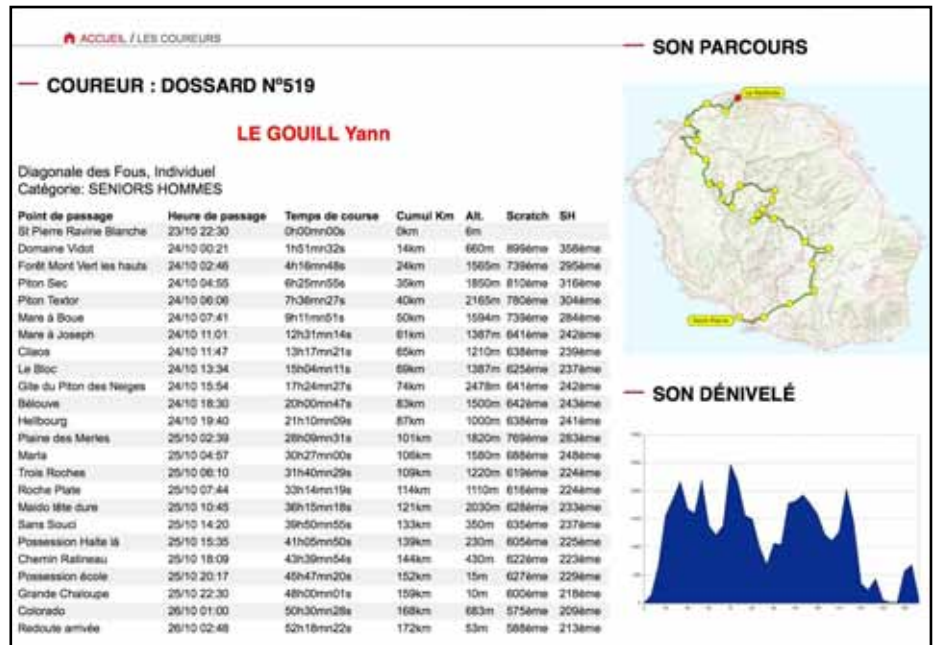 ACCUEIL / LES COUREURS
COUREUR : DOSSARD N°519
LE GOUILL Yann
Diagonale des Fous, Individuel
Catégorie: SENIORS HOMMES
Point de passage Heure de passage Temps de course Cumul Km Alt. Scratch SH
St Pierre Ravine Blanche 23/10 22:30 0h00mn00s 0km 6m
Domaine Vidot 24/10 00:21 1h51mn32s 14km 660m 899ème 358ème
Forêt Mont Vert les hauts 24/10 02:46 4h16mn48s 24km 1565m 739ème 295ème
Piton Sec 24/10 04:55 6h25mn55s 35km 1850m 810ème 316ème
Piton Textor 24/10 06:06 7h36mn27s 40km 2165m 780ème 304ème
Mare à Boue 24/10 07:41 9h11mn51s 50km 1594m 739ème 284ème
Mare à Joseph 24/10 11:01 12h31mn14s 61km 1387m 641ème 242ème
Cilaos 24/10 11:47 13h17mn21s 65km 1210m 638ème 239ème
Le Bloc 24/10 13:34 15h04mn11s 69km 1387m 625ème 237ème
Gîte du Piton des Neiges 24/10 15:54 17h24mn27s 74km 2478m 641ème 242ème
Bélouve 24/10 18:30 20h00mn47s 83km 1500m 642ème 243ème
Hellbourg 24/10 19:40 21h10mn09s 87km 1000m 638ème 241ème
Plaine des Merles 25/10 02:39 28h09mn31s 101km 1820m 769ème 283ème
Marla 25/10 04:57 30h27mn00s 106km 1580m 688ème 248ème
Trois Roches 25/10 06:10 31h40mn29s 109km 1220m 619ème 224ème
Roche Plate 25/10 07:44 33h14mn19s 114km 1110m 616ème 224ème
Maido tête dure 25/10 10:45 36h15mn18s 121km 2030m 628ème 233ème
Sans Souci 25/10 14:20 39h50mn55s 133km 350m 635ème 237ème
Possession Halte là 25/10 15:35 41h05mn50s 139km 230m 605ème 225ème
Chemin Ratineau 25/10 18:09 43h39mn54s 144km 430m 622ème 223ème
Possession école 25/10 20:17 45h47mn20s 152km 15m 627ème 229ème
Grande Chaloupe 25/10 22:30 48h00mn01s 159km 10m 600ème 218ème
Colorado 26/10 01:00 50h30mn28s 168km 683m 575ème 209ème
Redoute arrivée 26/10 02:48 52h18mn22s 172km 53m 588ème 213ème
SON PARCOURS
La Redoute
Saint Pierre
SON DÉNIVELÉ